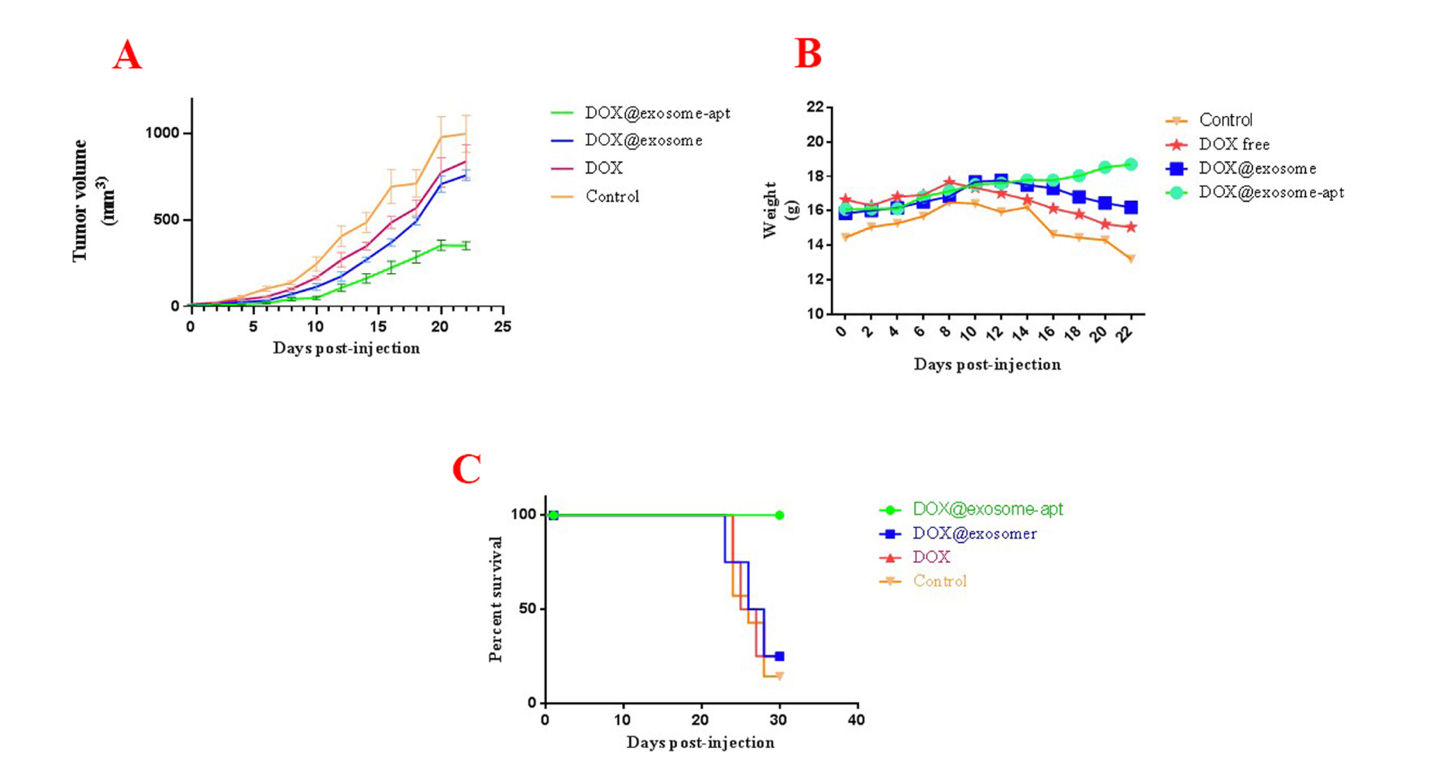 A
Tumor volume
(mm3)
1000
500
0
0 5 10 15 20 25
Days post-injection
DOX@exosome-apt
DOX@exosome
DOX
Control
B
Weight
(g)
22
20
18
16
14
12
10
0 2 4 6 8 10 12 14 16 18 20 22
Days post-injection
Control
DOX free
DOX@exosome
DOX@exosome-apt
C
Percent survival
100
50
0
0 10 20 30 40
Days post-injection
DOX@exosome-apt
DOX@exosomer
DOX
Control